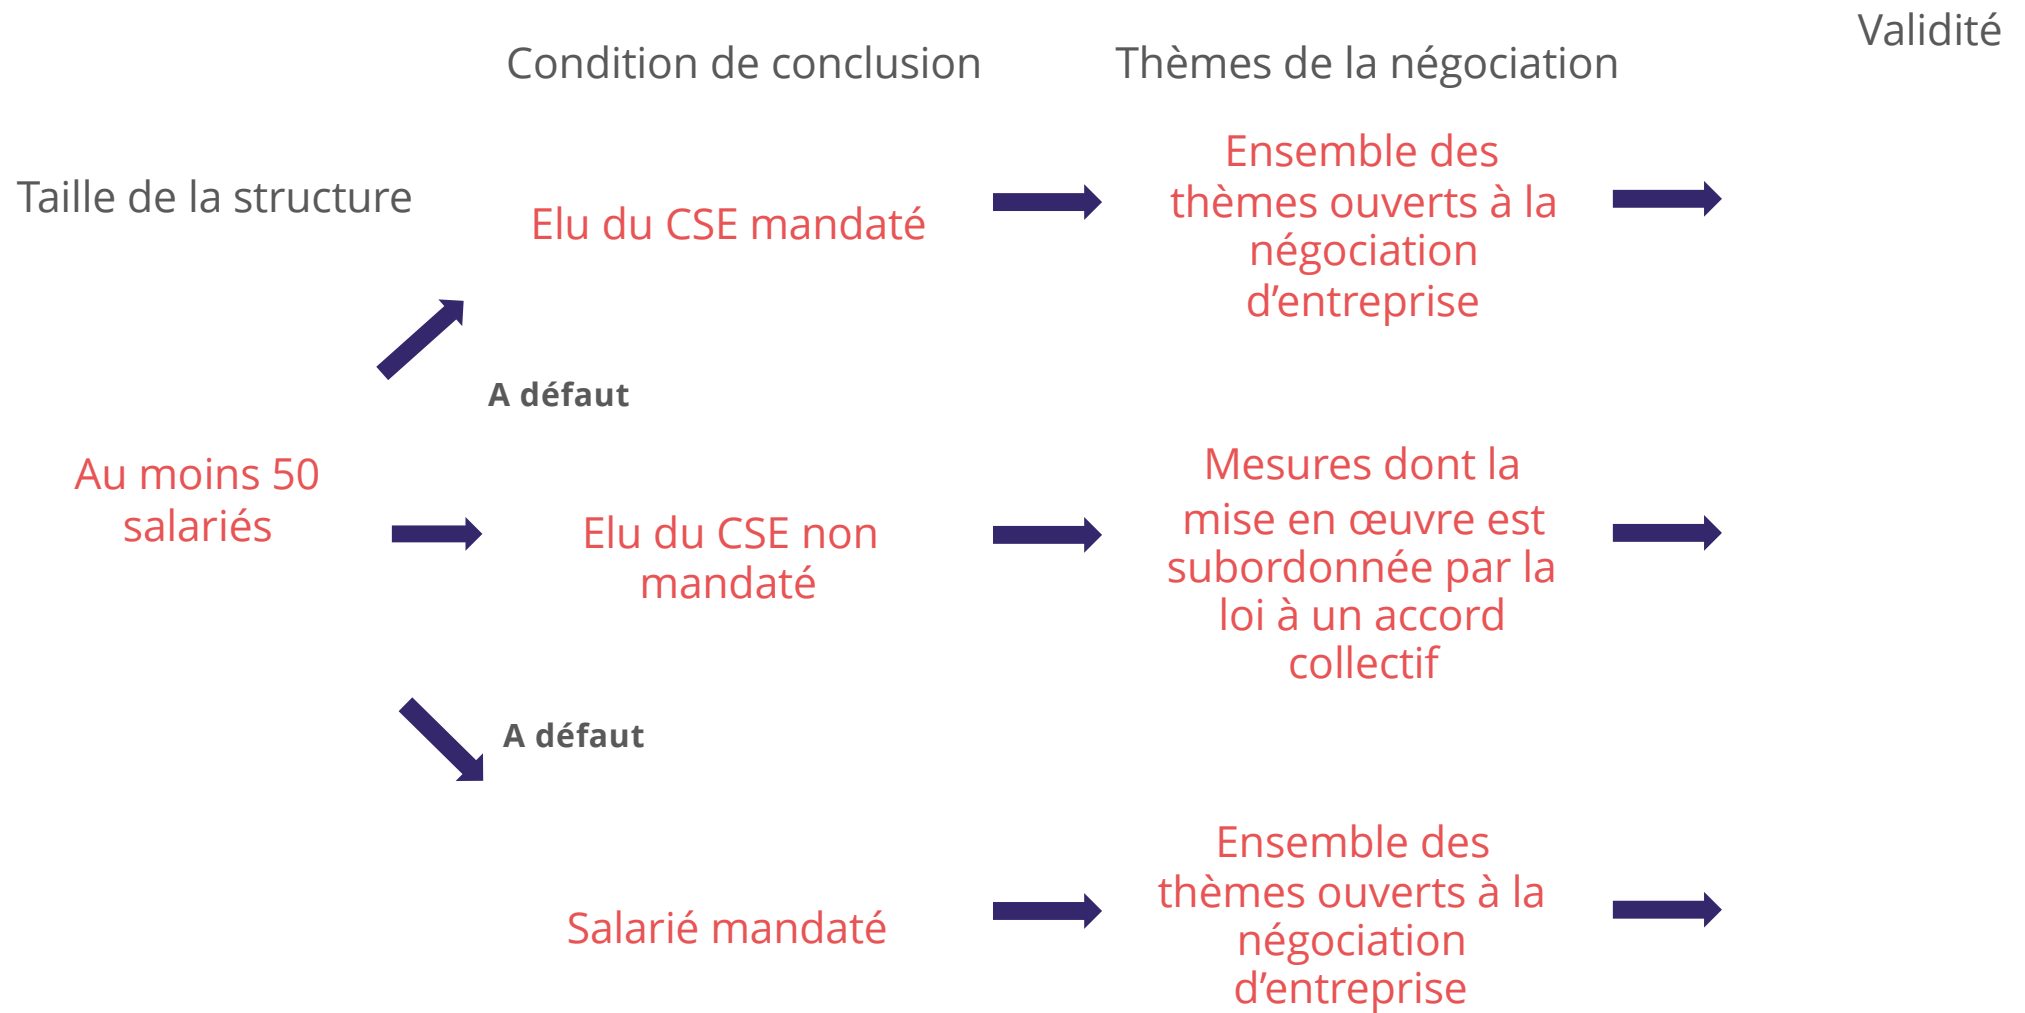 Validité
Condition de conclusion
Thèmes de la négociation
Taille de la structure
Elu du CSE mandaté
Ensemble des
thèmes ouverts à la
négociation
d’entreprise
A défaut
Au moins 50
salariés
Elu du CSE non
mandaté
Mesures dont la
mise en œuvre est
subordonnée par la
loi à un accord
collectif
A défaut
Salarié mandaté
Ensemble des
thèmes ouverts à la
négociation
d’entreprise